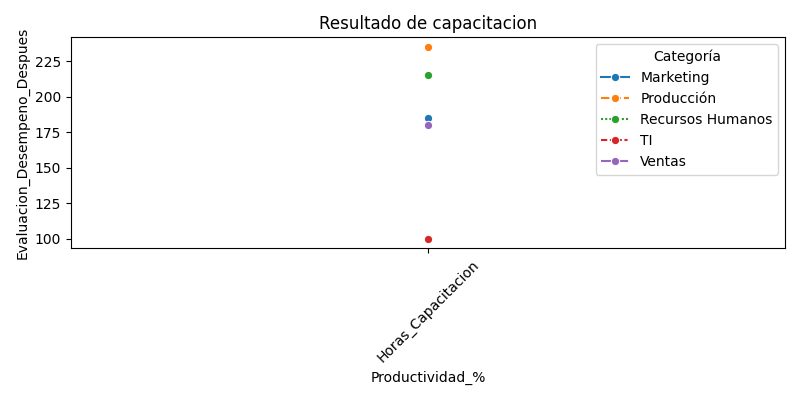 Resultado de capacitacion
Evaluacion_Desempeno_Despues
225
200
175
150
125
100
Categoría
Marketing
Producción
Recursos Humanos
TI
Ventas
Horas_Capacitacion
Productividad_%